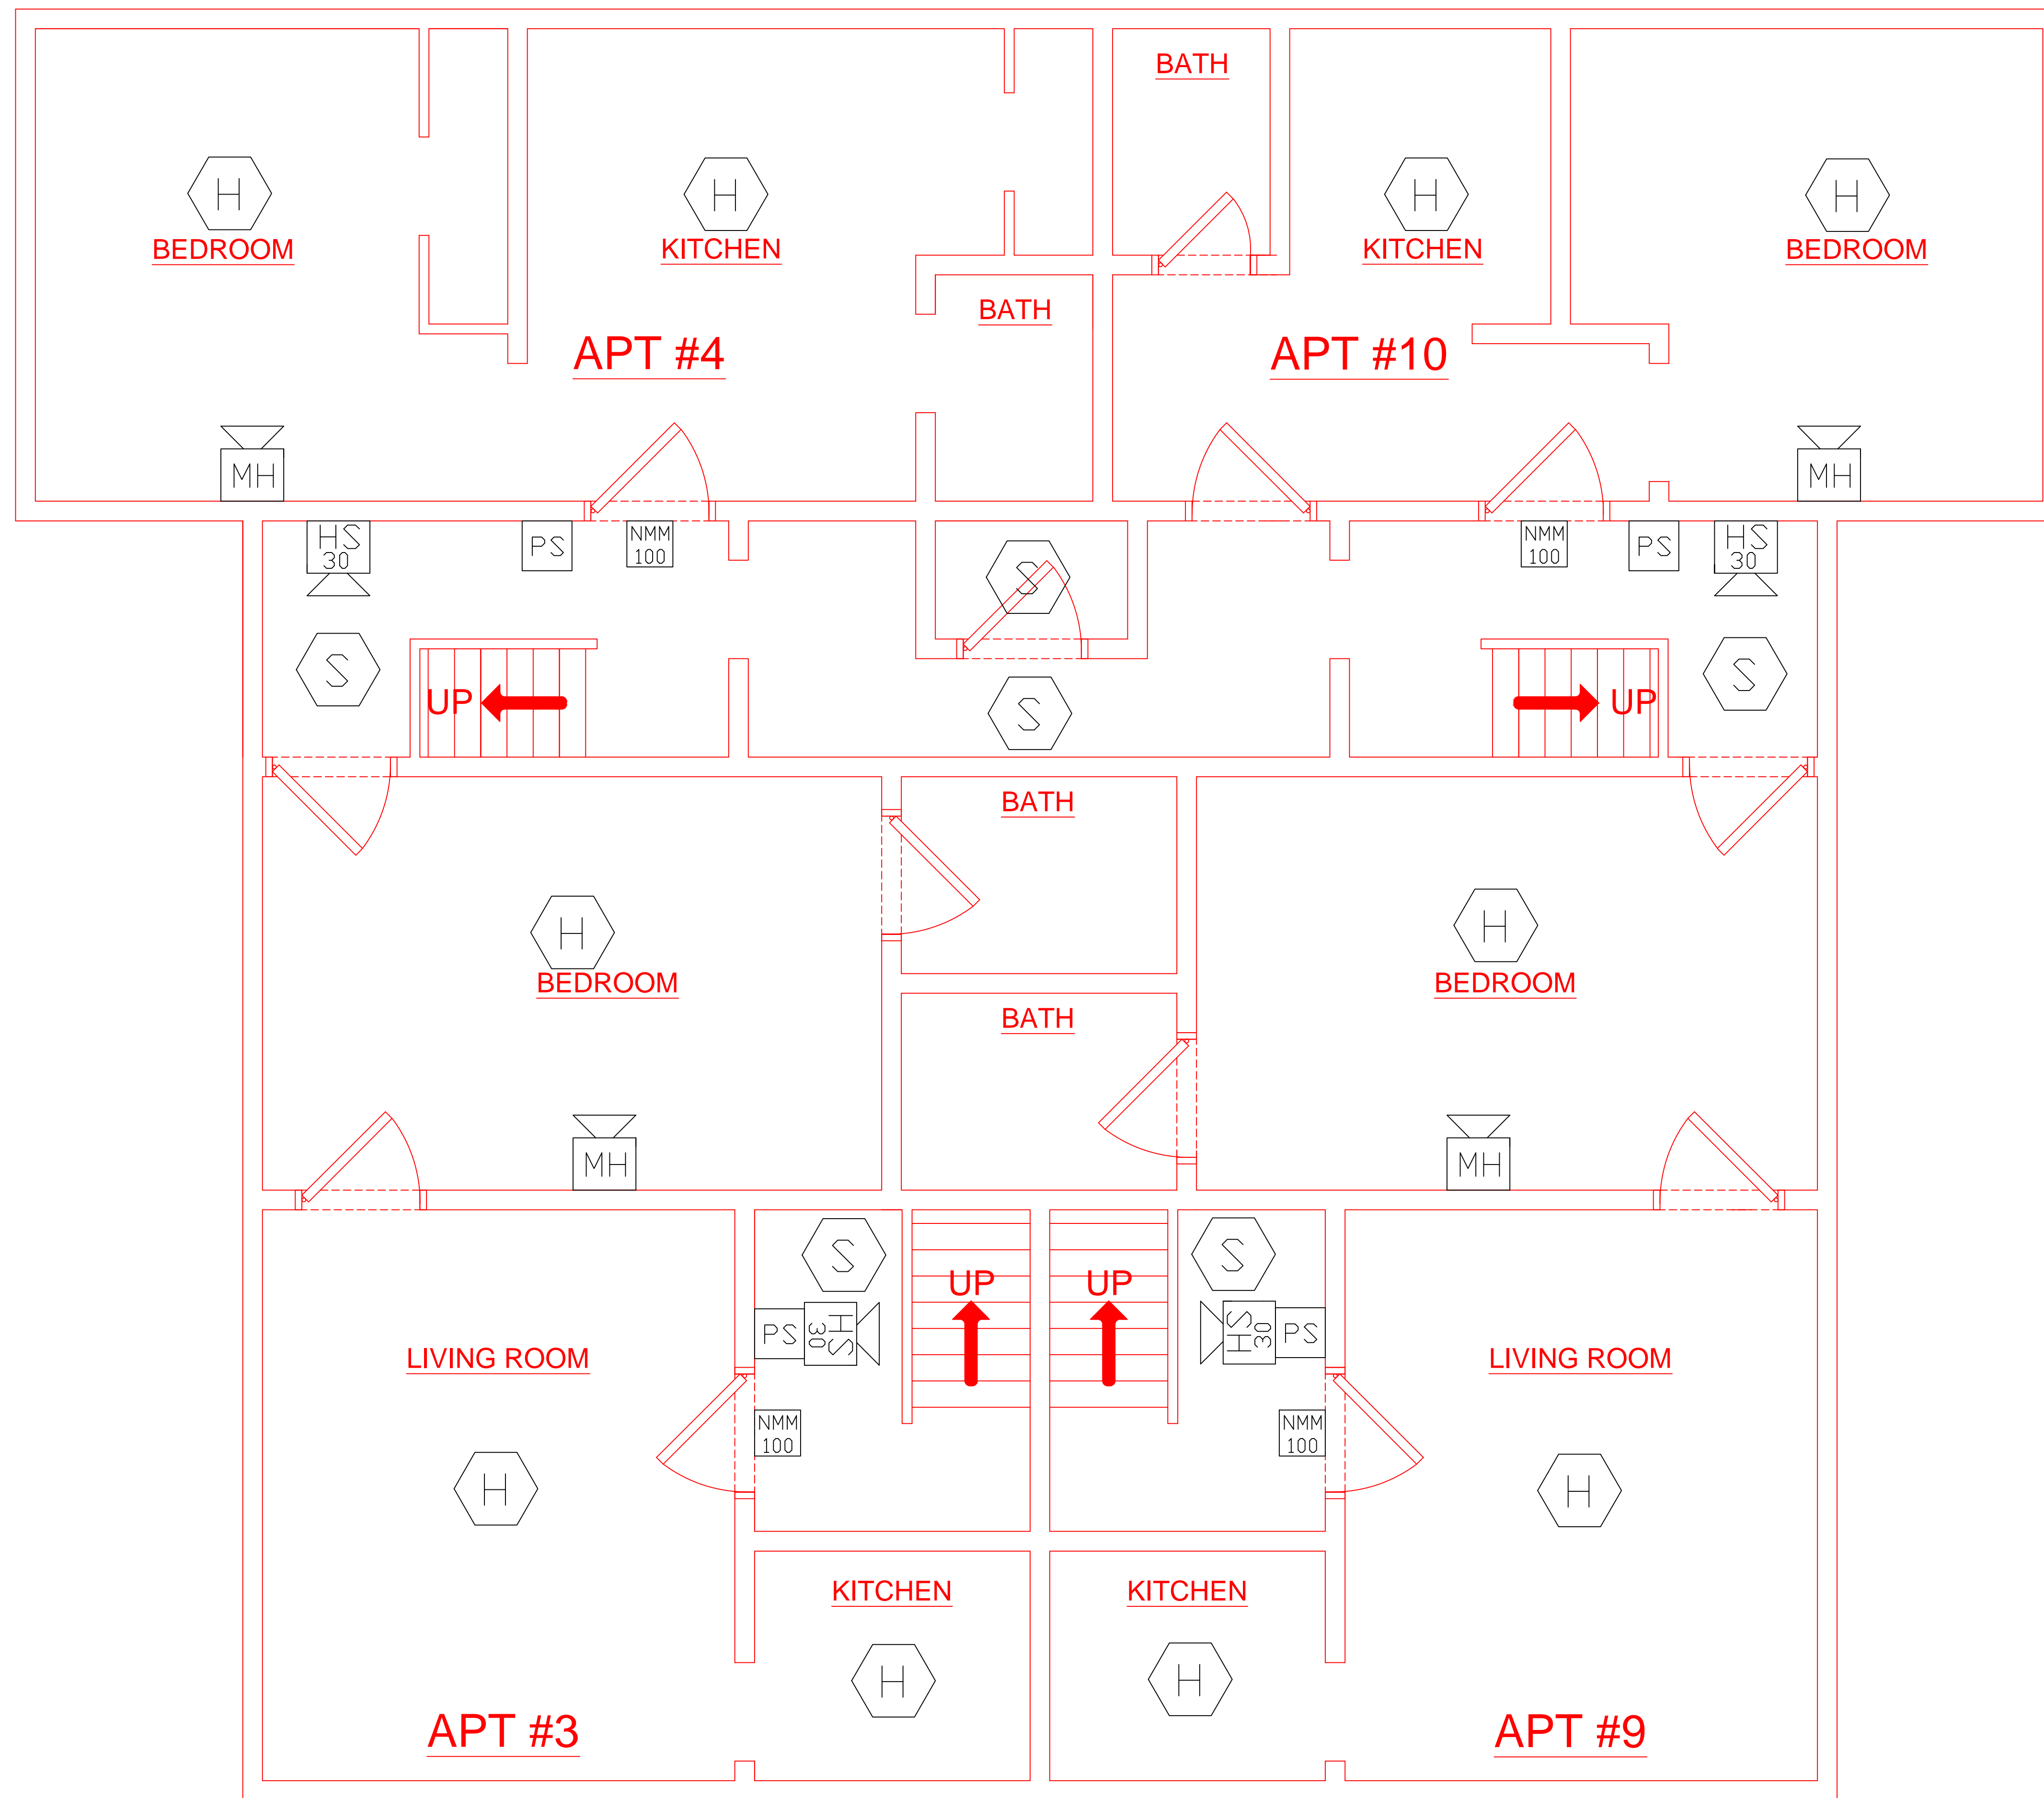 BATH
H
H
H
H
BEDROOM
KITCHEN
KITCHEN
BEDROOM
BATH
APT #4
APT #10
MH
MH
HS
30
PS
NMM
100
NMM
100
PS
HS
30
S
S
S
S
UP
UP
BATH
H
H
BEDROOM
BEDROOM
BATH
MH
MH
S
S
UP
UP
PS
HS
30
HS
30
PS
LIVING ROOM
LIVING ROOM
NMM
100
NMM
100
H
H
KITCHEN
KITCHEN
H
H
APT #3
APT #9